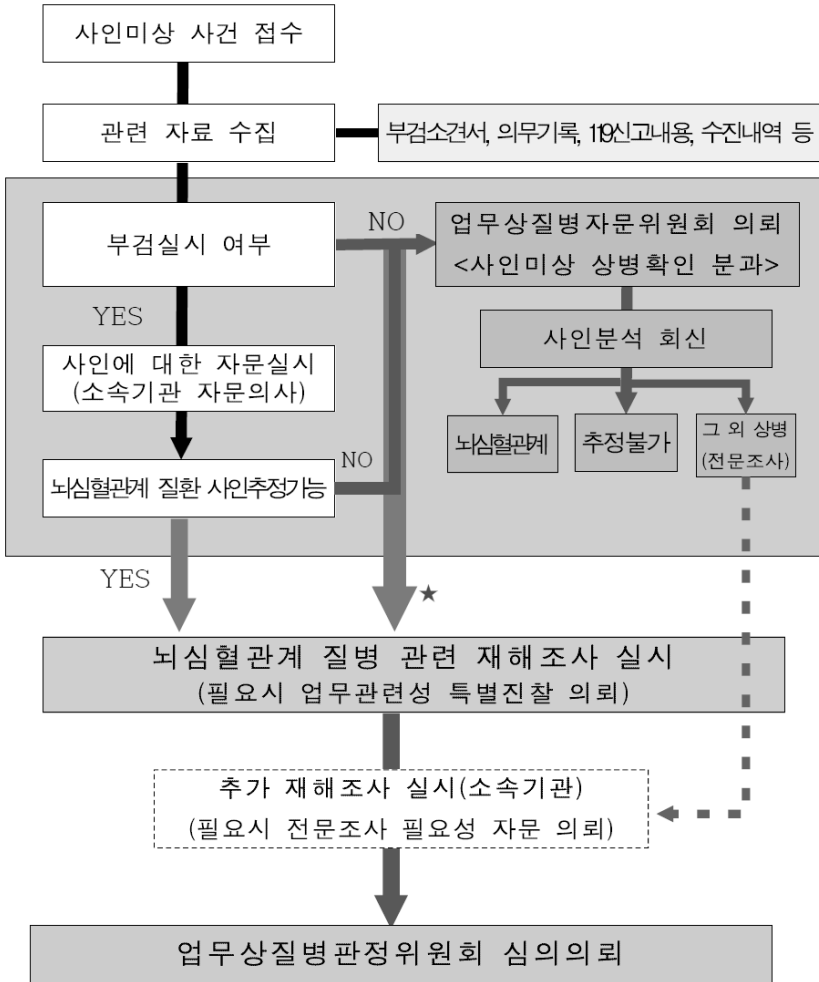 사인미상 사건 접수
관련 자료 수집
부검소견서, 의무기록, 119신고내용, 수진내역 등
부검실시 여부
NO
업무상질병자문위원회 의뢰
<사인미상 상병확인 분과>
YES
사인분석 회신
사인에 대한 자문실시
(소속기관 자문의사)
뇌심혈관계
추정불가
그 외 상병
(전문조사)
NO
뇌심혈관계 질환 사인추정가능
YES
★
뇌심혈관계 질병 관련 재해조사 실시
(필요시 업무관련성 특별진찰 의뢰)
추가 재해조사 실시(소속기관)
(필요시 전문조사 필요성 자문 의뢰)
업무상질병판정위원회 심의의뢰